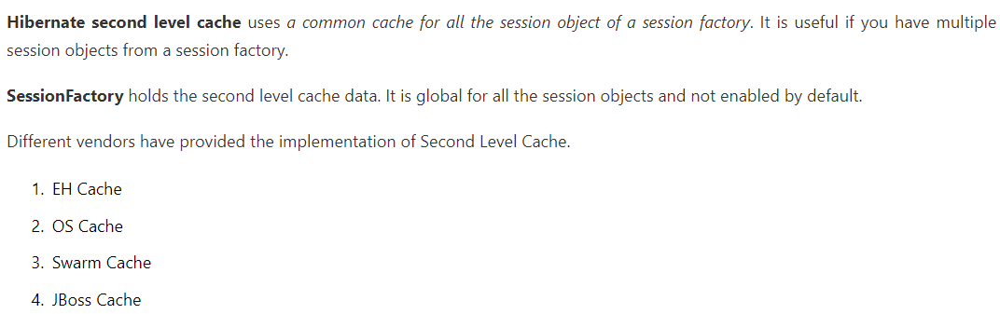 Hibernate second level cache uses a common cache for all the session object of a session factory. It is useful if you have multiple
session objects from a session factory.
SessionFactory holds the second level cache data. It is global for all the session objects and not enabled by default.
Different vendors have provided the implementation of Second Level Cache.
1. EH Cache
2. OS Cache
3. Swarm Cache
4. JBoss Cache